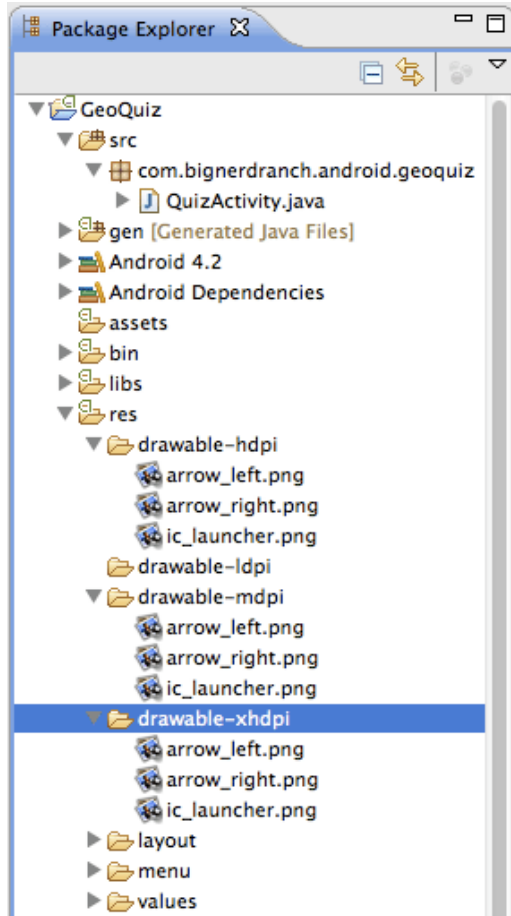 Package Explorer
GeoQuiz
src
com.bignerdranch.android.geoquiz
J QuizActivity.java
gen [Generated Java Files]
Android 4.2
Android Dependencies
assets
bin
libs
res
drawable-hdpi
arrow_left.png
arrow_right.png
ic_launcher.png
drawable-ldpi
drawable-mdpi
arrow_left.png
arrow_right.png
ic_launcher.png
drawable-xhdpi
arrow_left.png
arrow_right.png
ic_launcher.png
layout
menu
values